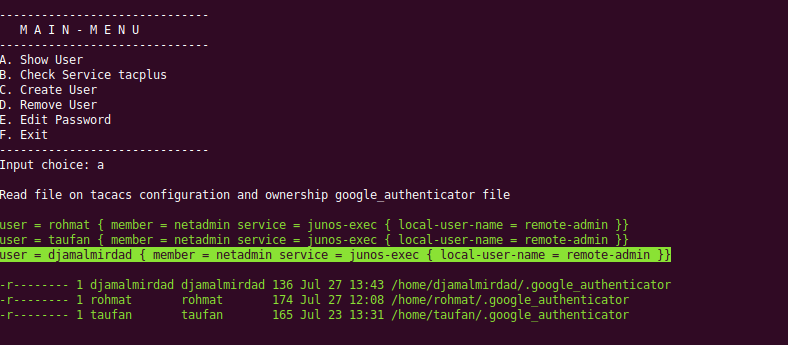 ------------------------------
   M A I N - M E N U
------------------------------
A. Show User
B. Check Service tacplus
C. Create User
D. Remove User
E. Edit Password
F. Exit
------------------------------
Input choice: a
Read file on tacacs configuration and ownership google_authenticator file
user = rohmat { member = netadmin service = junos-exec { local-user-name = remote-admin }}
user = taufan { member = netadmin service = junos-exec { local-user-name = remote-admin }}
user = djamalmirdad { member = netadmin service = junos-exec { local-user-name = remote-admin }}
-r-------- 1 djamalmirdad djamalmirdad 136 Jul 27 13:43 /home/djamalmirdad/.google_authenticator
-r-------- 1 rohmat       rohmat       174 Jul 27 12:08 /home/rohmat/.google_authenticator
-r-------- 1 taufan       taufan       165 Jul 23 13:31 /home/taufan/.google_authenticator